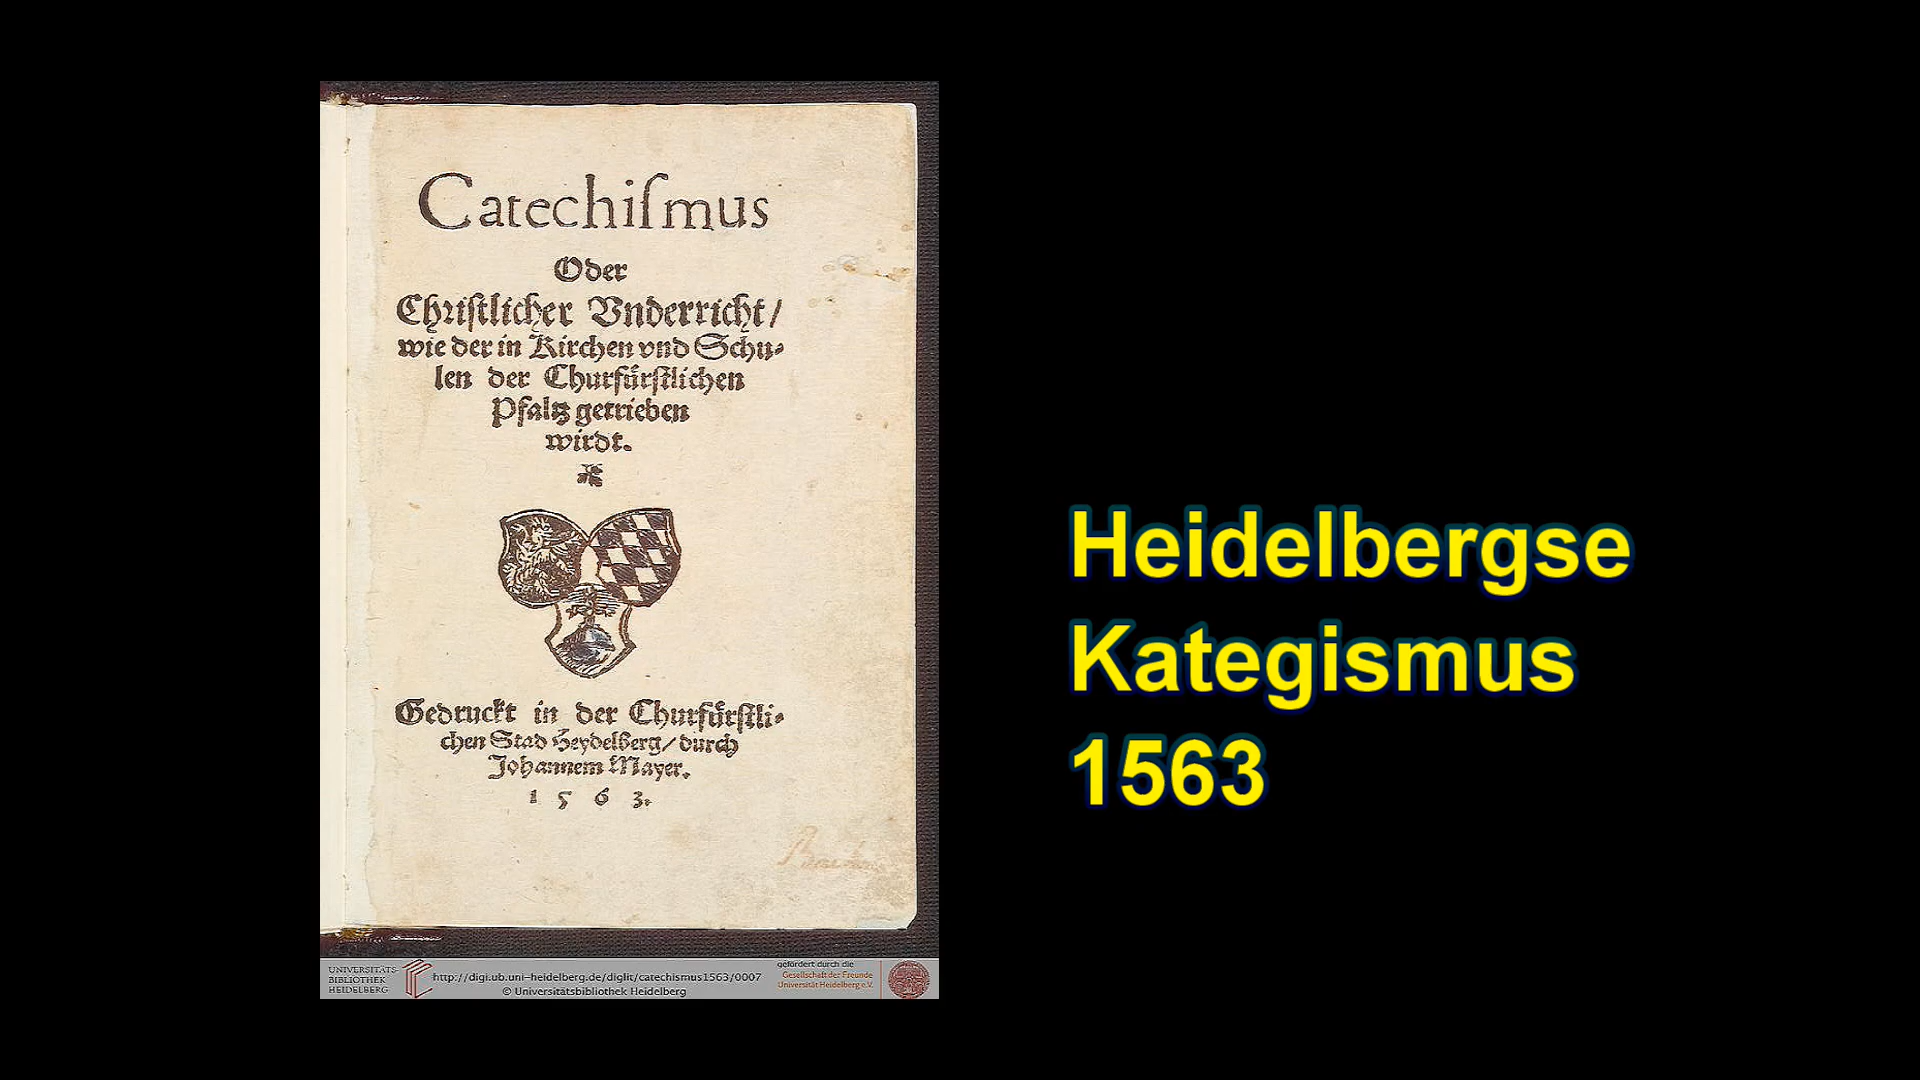 Catechiſmus
Oder
Chriſtlicher Vnderricht/
wie der in Kirchen vnd Schu-
len der Churfürſtlichen
Pfaltz getrieben
wirdt.
Gedruckt in der Churfürſtli-
chen Stad Heydelberg/ durch
Johannem Mayer.
1 5 6 3.
Heidelbergse
Kategismus
1563
UNIVERSITÄTS-
BIBLIOTHEK
HEIDELBERG
http://digi.ub.uni-heidelberg.de/diglit/catechismus1563/0007
© Universitätsbibliothek Heidelberg
gefördert durch die
Gesellschaft der Freunde
Universität Heidelberg e.V.